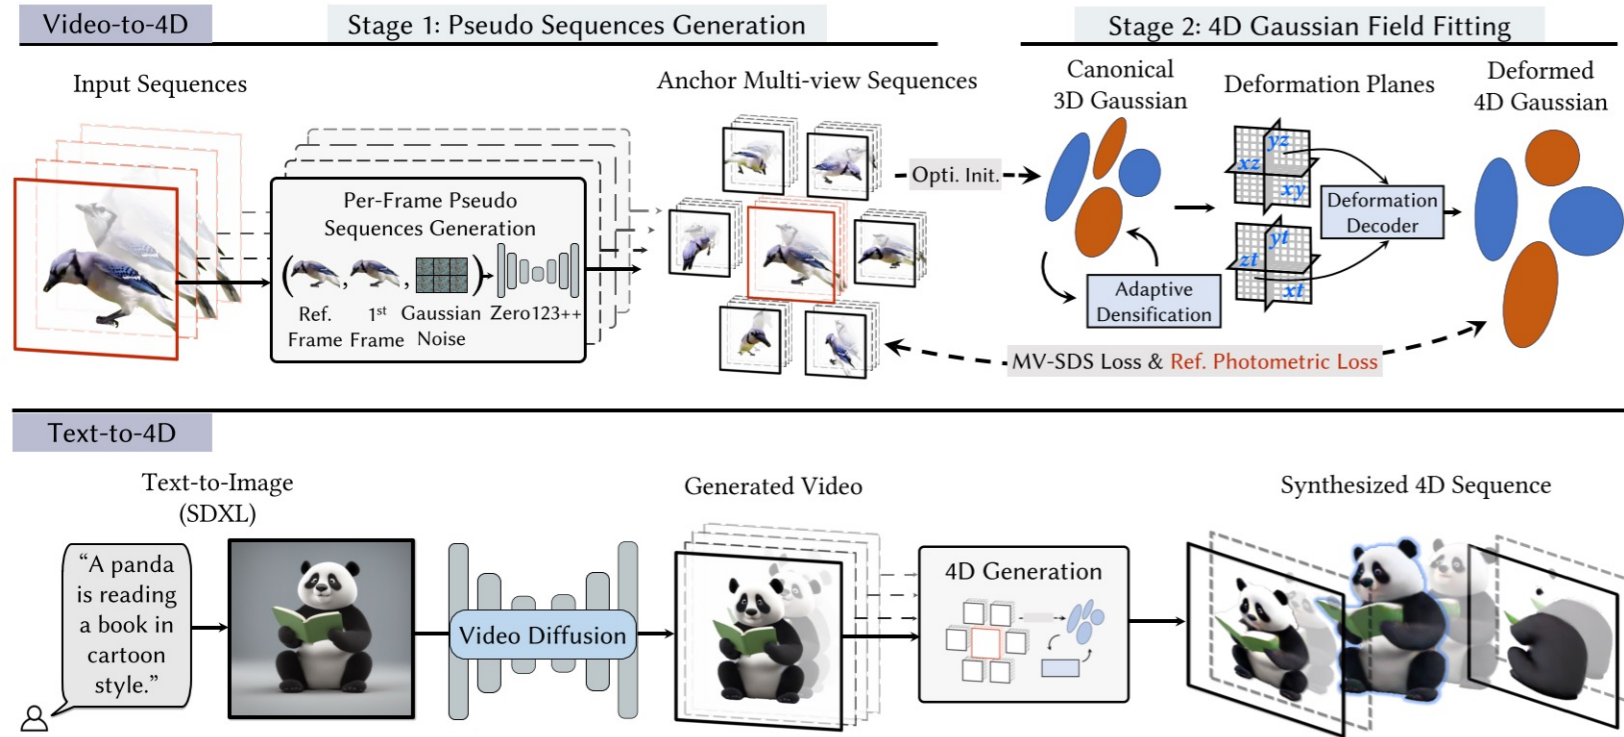 Video-to-4D
Stage 1: Pseudo Sequences Generation
Stage 2: 4D Gaussian Field Fitting
Input Sequences
Per-Frame Pseudo
Sequences Generation
( , , )
Ref.
Frame
1st
Frame
Gaussian
Noise
Zero123++
Anchor Multi-view Sequences
Opti. Init.
Canonical
3D Gaussian
Adaptive
Densification
Deformation Planes
yz
xz
xy
yt
zt
xt
Deformation
Decoder
Deformed
4D Gaussian
MV-SDS Loss & Ref. Photometric Loss
Text-to-4D
Text-to-Image
(SDXL)
“A panda
is reading
a book in
cartoon
style.”
Video Diffusion
Generated Video
4D Generation
Synthesized 4D Sequence